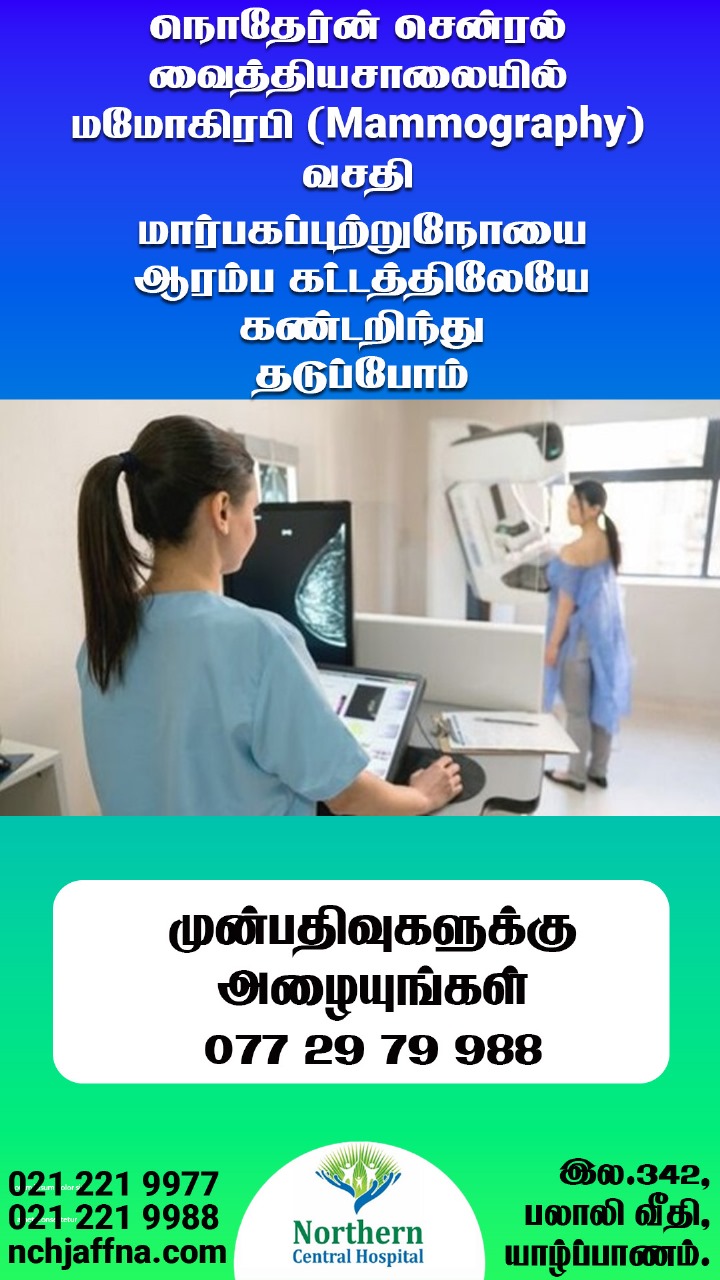 நொதேர்ன் சென்ரல்
வைத்தியசாலையில்
மமோகிரபி (Mammography)
வசதி
மார்பகப்புற்றுநோயை
ஆரம்ப கட்டத்திலேயே
கண்டறிந்து
தடுப்போம்
முன்பதிவுகளுக்கு
அழையுங்கள்
077 29 79 988
021 221 9977
021 221 9988
nchjaffna.com
Northern
Central Hospital
இல.342,
பலாலி வீதி,
யாழ்ப்பாணம்.